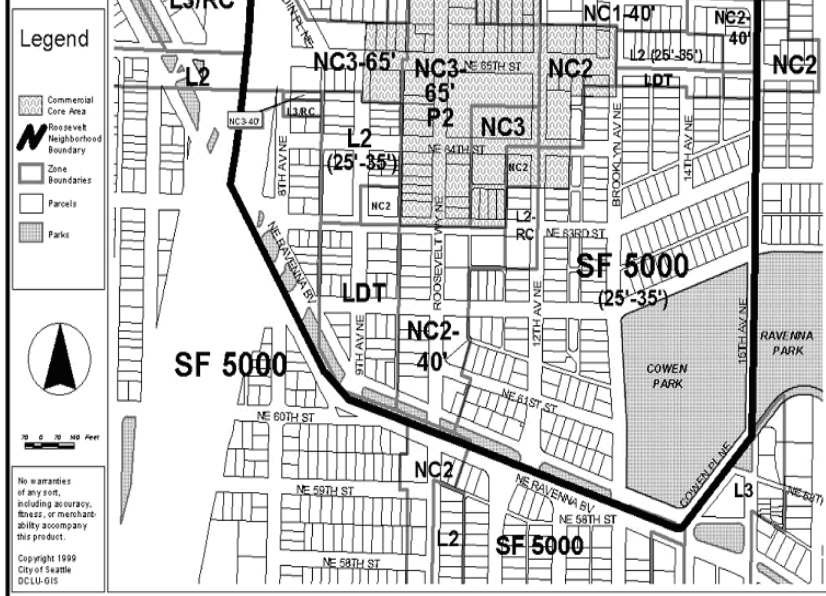 Legend
Commercial
Core Area
Roosevelt
Neighborhood
Boundary
Zone
Boundaries
Parcels
Parks
70 0 70 140 Feet
No warranties
of any sort,
including accuracy,
fitness, or merchant-
ability accompany
this product.
Copyright 1999
City of Seattle
DCLU-GIS
L3/RC
NC1-40'
NC2-
40'
NC3-65'
NE 65TH ST
L2 (25'-35')
L2
NC3-
65'
P2
NC2
LDT
NC2
NC3-40'
L3/RC
L2
(25'-35')
NC3
NE 64TH ST
8TH AV NE
NC2
NC2
BROOKLYN AV NE
14TH AV NE
L2-
RC
NE 63RD ST
NE RAVENNA BV
ROOSEVELT WY NE
SF 5000
(25'-35')
LDT
12TH AV NE
15TH AV NE
9TH AV NE
NC2-
40'
RAVENNA
PARK
SF 5000
COWEN
PARK
NE 61ST ST
NE 60TH ST
COWEN PL NE
NC2
NE RAVENNA BV
L3
NE 59TH ST
NE 58TH ST
L2
SF 5000
NE 58TH ST